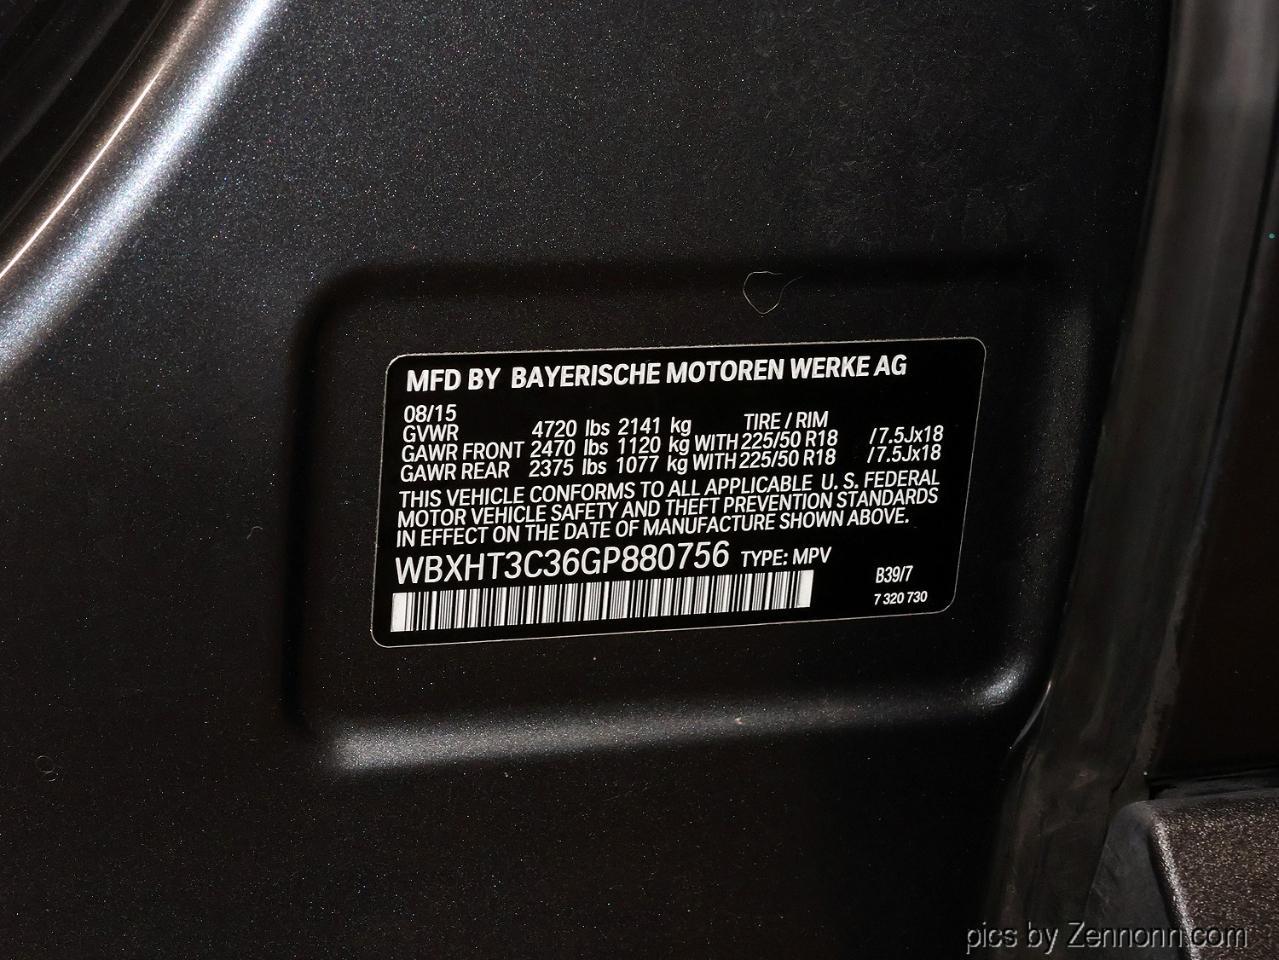 MFD BY BAYERISCHE MOTOREN WERKE AG
08/15
GVWR 4720 lbs 2141 kg TIRE / RIM
GAWR FRONT 2470 lbs 1120 kg WITH 225/50 R18 /7.5Jx18
GAWR REAR 2375 lbs 1077 kg WITH 225/50 R18 /7.5Jx18
THIS VEHICLE CONFORMS TO ALL APPLICABLE U. S. FEDERAL
MOTOR VEHICLE SAFETY AND THEFT PREVENTION STANDARDS
IN EFFECT ON THE DATE OF MANUFACTURE SHOWN ABOVE.
WBXHT3C36GP880756 TYPE: MPV
B39/7
7 320 730
pics by Zennonn.com